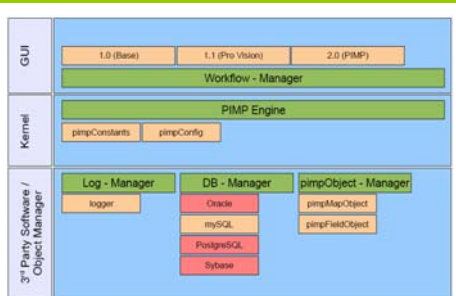 GUI
1.0 (Base) 1.1 (Pro Vision) 2.0 (PIMP)
Workflow - Manager
Kernel
PIMP Engine
pimpConstants pimpConfig
3rd Party Software /
Object Manager
Log - Manager DB - Manager pimpObject - Manager
logger Oracle pimpMapObject
mySQL pimpFieldObject
PostgreSQL
Sybase